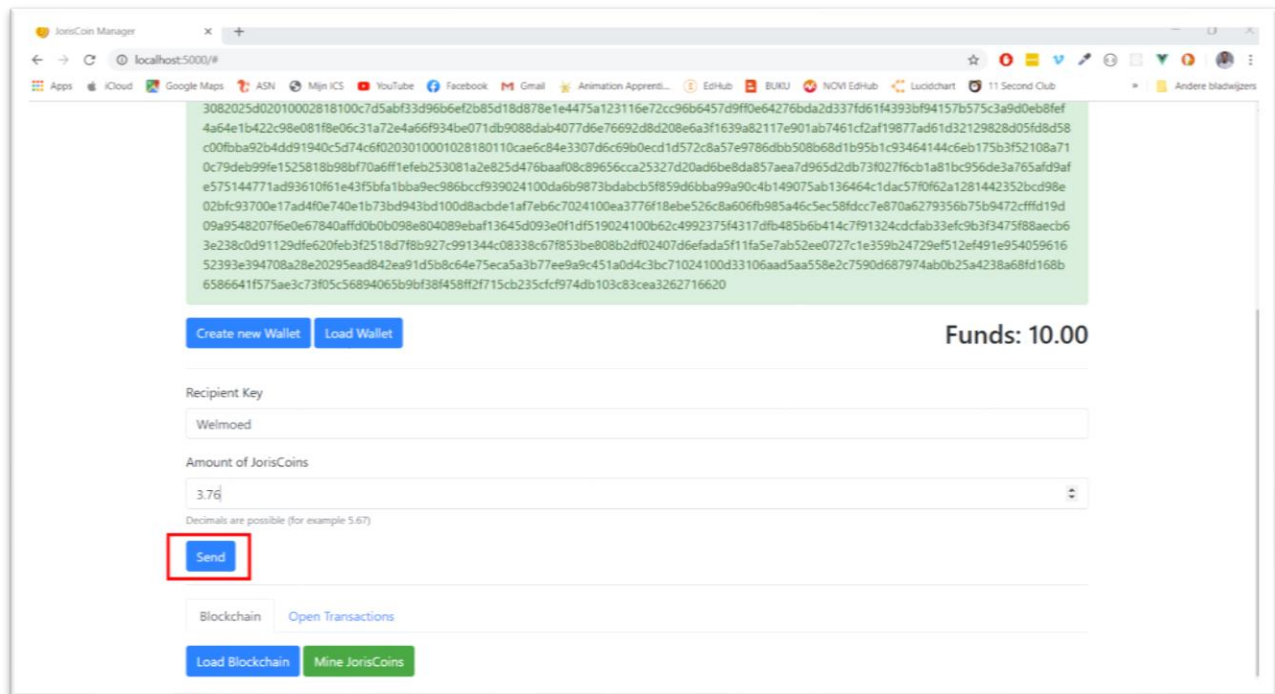 JorisCoin Manager
localhost:5000/#
Apps iCloud Google Maps ASN Mijn ICS YouTube Facebook Gmail Animation Apprenti... EdHub BUKU NOVI EdHub Lucidchart 11 Second Club Andere bladwijzers
3082025d02010002818100c7d5abf33d96b6ef2b85d18d878e1e4475a123116e72cc96b6457d9ff0e64276bda2d337fd61f4393bf94157b575c3a9d0eb8fef
4a64e1b422c98e081f8e06c31a72e4a66f934be071db9088dab4077d6e76692d8d208e6a3f1639a82117e901ab7461cf2af19877ad61d32129828d05fd8d58
c00fbba92b4dd91940c5d74c6f0203010001028180110cae6c84e3307d6c69b0ecd1d572c8a57e9786dbb508b68d1b95b1c93464144c6eb175b3f52108a71
0c79deb99fe1525818b98bf70a6ff1efeb253081a2e825d476baaf08c89656cca25327d20ad6be8da857aea7d965d2db73f027f6cb1a81bc956de3a765afd9af
e575144771ad93610f61e43f5bfa1bba9ec986bccf939024100da6b9873bdabcb5f859d6bba99a90c4b149075ab136464c1dac57f0f62a1281442352bcd98e
02bfc93700e17ad4f0e740e1b73bd943bd100d8acbde1af7eb6c7024100ea3776f18ebe526c8a606fb985a46c5ec58fdcc7e870a6279356b75b9472cfffd19d
09a9548207f6e0e67840affd0b0b098e804089ebaf13645d093e0f1df519024100b62c4992375f4317dfb485b6b414c7f91324cdcfab33efc9b3f3475f88aecb6
3e238c0d91129dfe620feb3f2518d7f8b927c991344c08338c67f853be808b2df02407d6efada5f11fa5e7ab52ee0727c1e359b24729ef512ef491e954059616
52393e394708a28e20295ead842ea91d5b8c64e75eca5a3b77ee9a9c451a0d4c3bc71024100d33106aad5aa558e2c7590d687974ab0b25a4238a68fd168b
6586641f575ae3c73f05c56894065b9bf38f458ff2f715cb235cfcf974db103c83cea3262716620
Create new Wallet Load Wallet Funds: 10.00
Recipient Key
Welmoed
Amount of JorisCoins
3.76
Decimals are possible (for example 5.67)
Send
Blockchain Open Transactions
Load Blockchain Mine JorisCoins